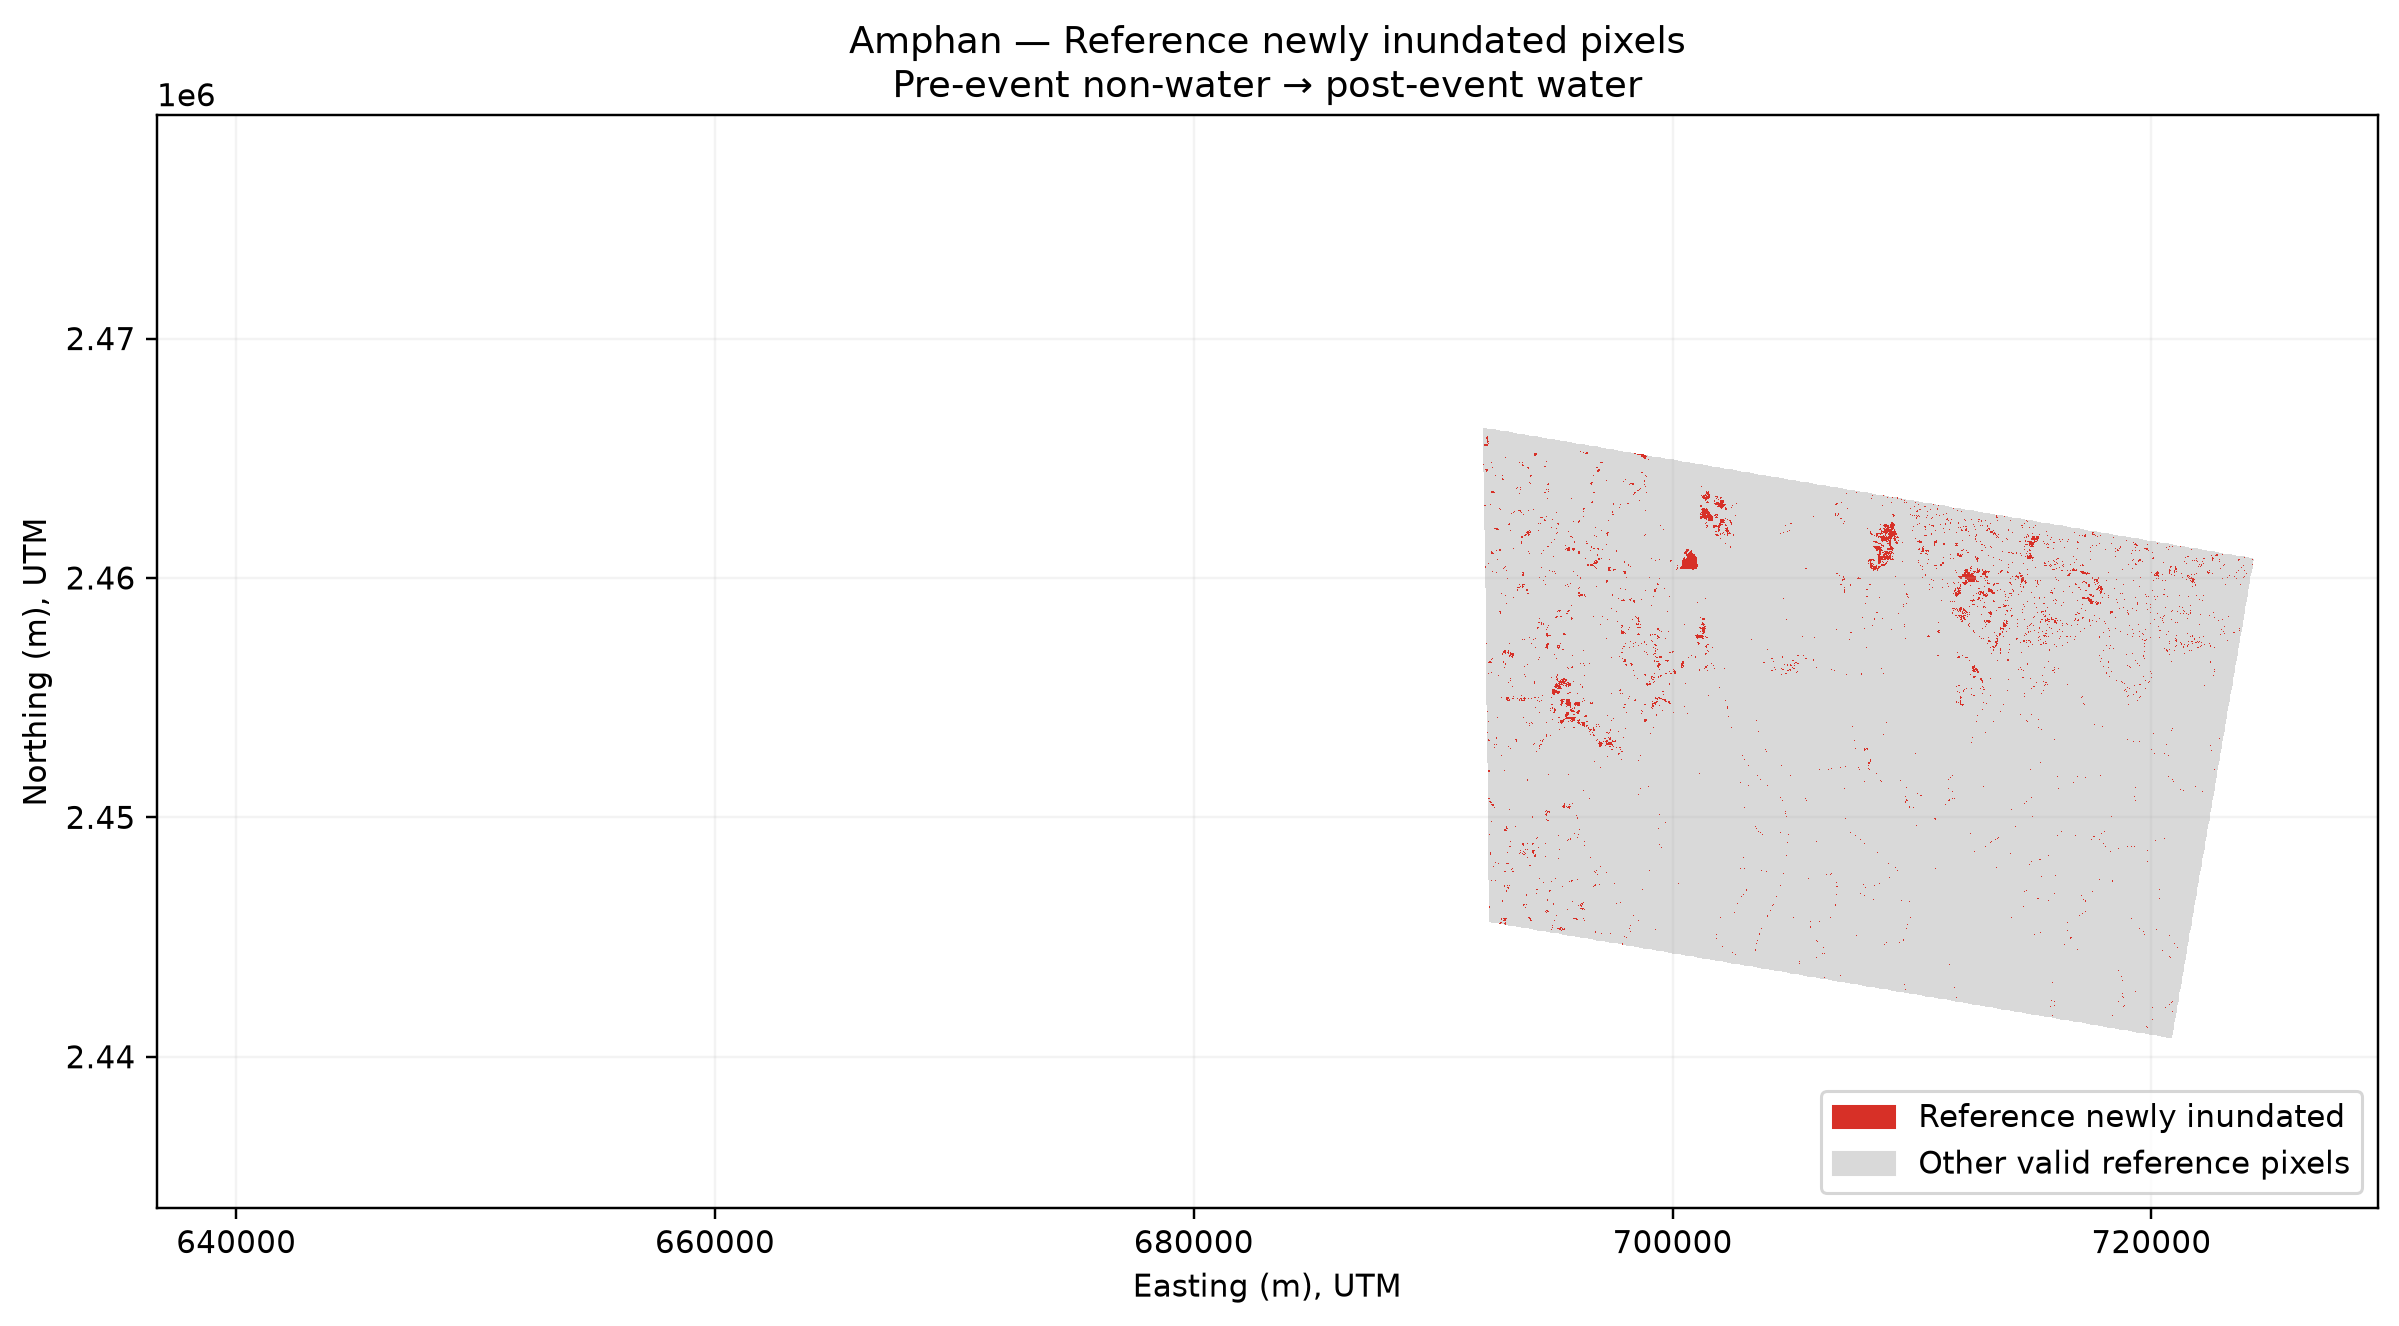 Amphan — Reference newly inundated pixels
Pre-event non-water → post-event water
1e6
2.47
2.46
2.45
2.44
Northing (m), UTM
640000
660000
680000
700000
720000
Easting (m), UTM
Reference newly inundated
Other valid reference pixels